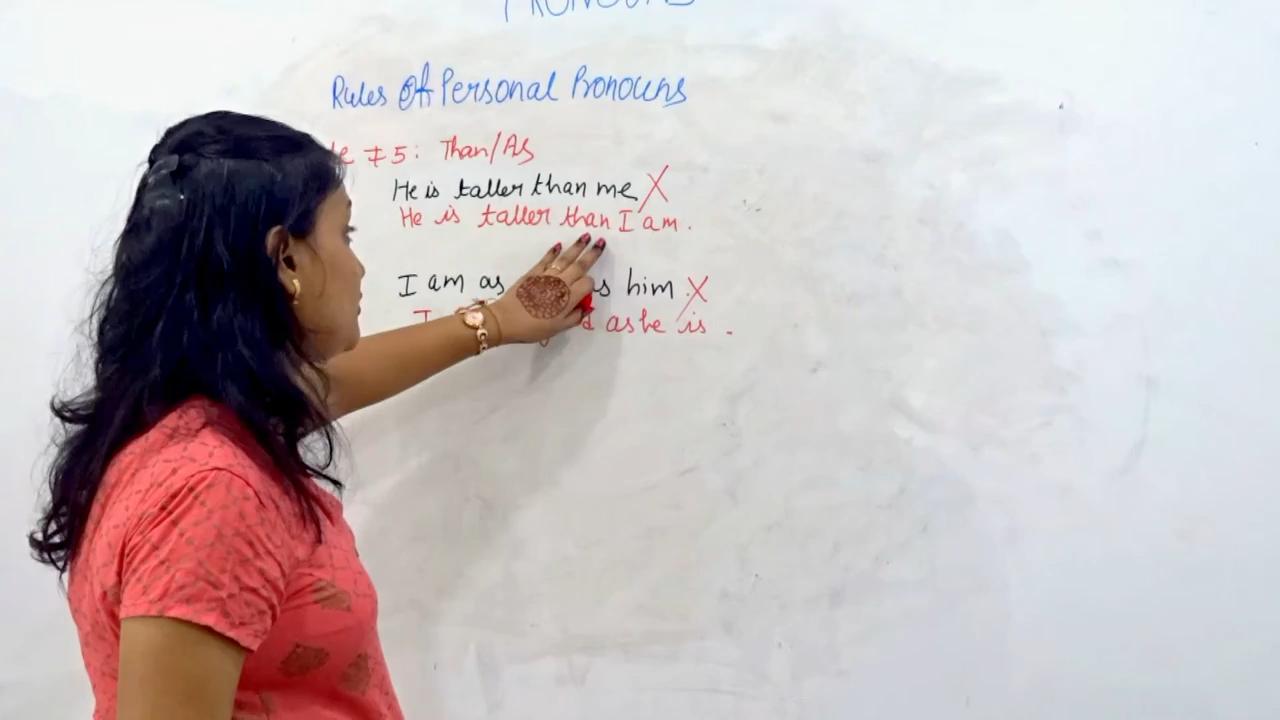 PRONOUNS
Rules Of Personal Pronouns
#5: Than/As
He is taller than me X
He is taller than I am.
I am as him. X
I as he is.